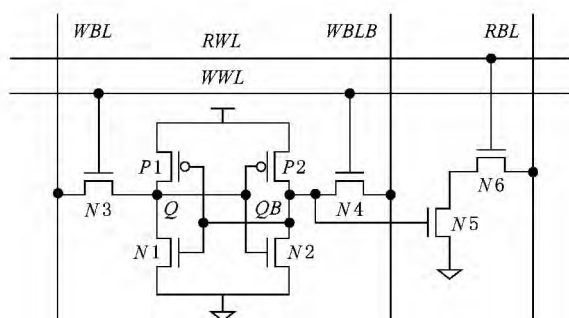 WBL WBLB RBL
RWL
WWL
P1 P2
N3 Q QB N4 N6
N5
N1 N2